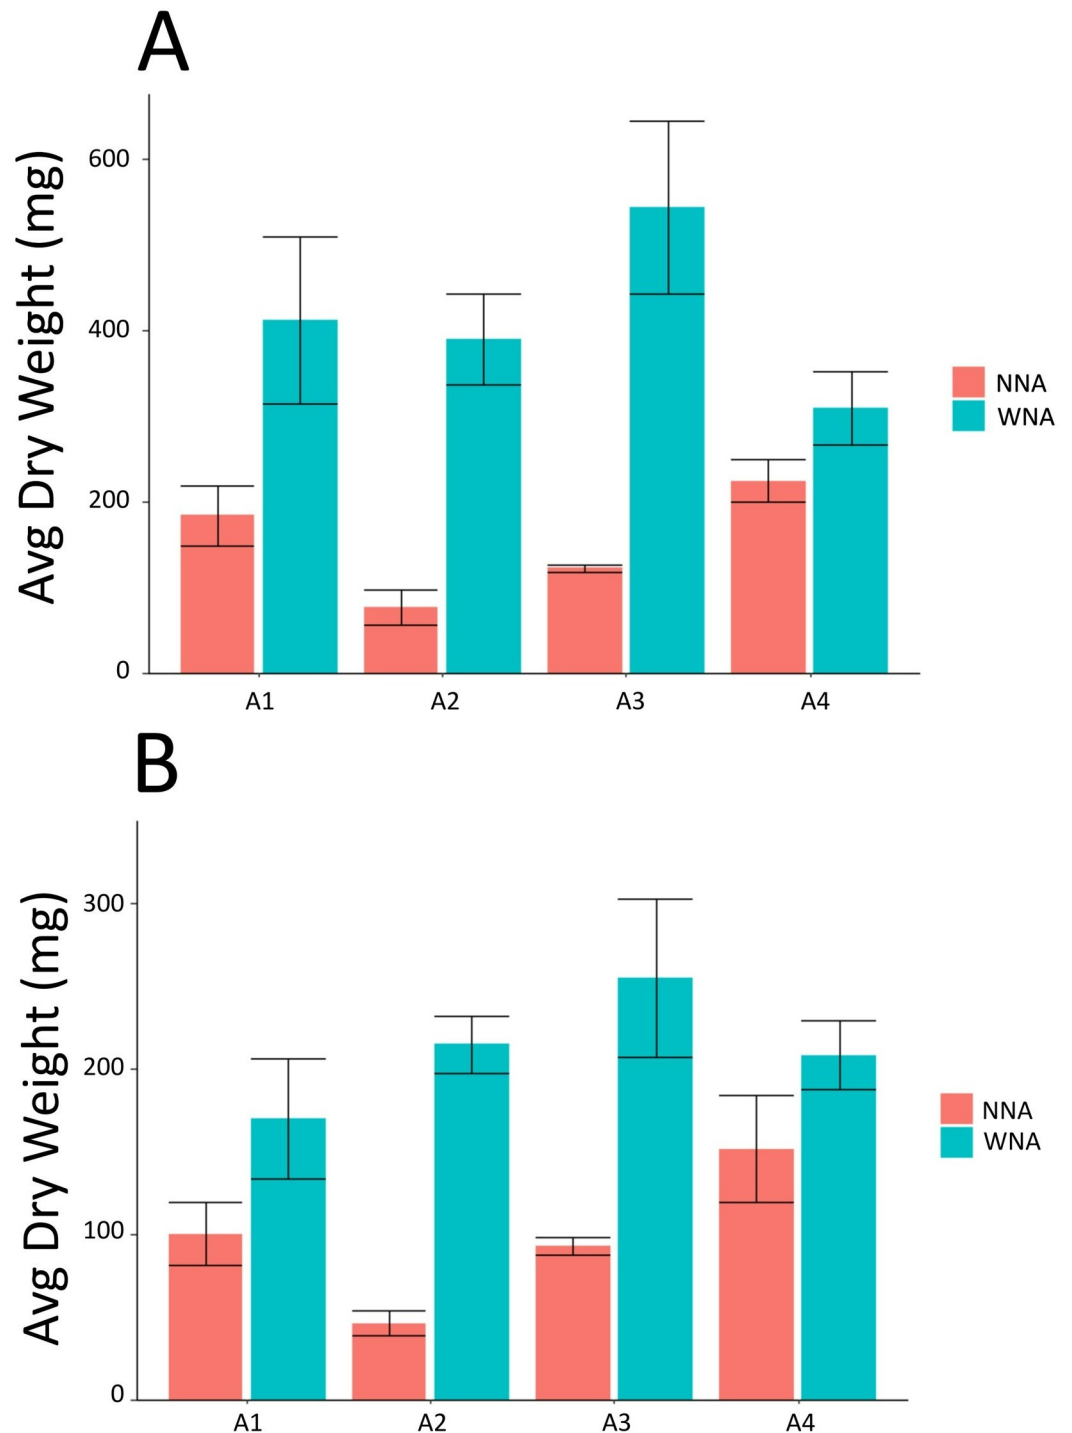 A
Avg Dry Weight (mg)
600
400
200
0
A1 A2 A3 A4
NNA
WNA
B
Avg Dry Weight (mg)
300
200
100
0
A1 A2 A3 A4
NNA
WNA